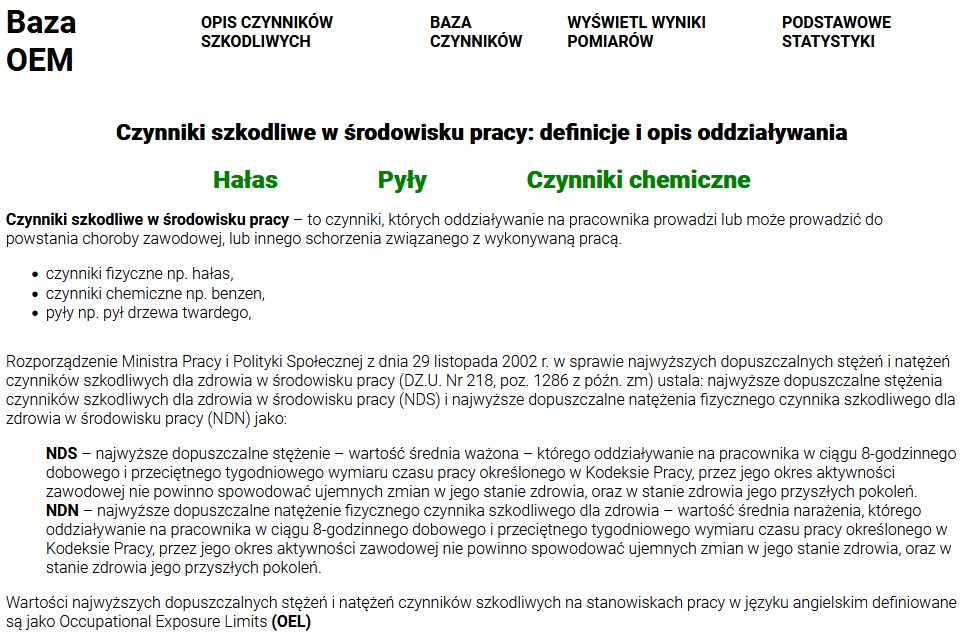 Baza
OEM
OPIS CZYNNIKÓW
SZKODLIWYCH
BAZA
CZYNNIKÓW
WYŚWIETL WYNIKI
POMIARÓW
PODSTAWOWE
STATYSTYKI
Czynniki szkodliwe w środowisku pracy: definicje i opis oddziaływania
Hałas Pyły Czynniki chemiczne
Czynniki szkodliwe w środowisku pracy – to czynniki, których oddziaływanie na pracownika prowadzi lub może prowadzić do
powstania choroby zawodowej, lub innego schorzenia związanego z wykonywaną pracą.
• czynniki fizyczne np. hałas,
• czynniki chemiczne np. benzen,
• pyły np. pył drzewa twardego,
Rozporządzenie Ministra Pracy i Polityki Społecznej z dnia 29 listopada 2002 r. w sprawie najwyższych dopuszczalnych stężeń i natężeń
czynników szkodliwych dla zdrowia w środowisku pracy (DZ.U. Nr 218, poz. 1286 z późn. zm) ustala: najwyższe dopuszczalne stężenia
czynników szkodliwych dla zdrowia w środowisku pracy (NDS) i najwyższe dopuszczalne natężenia fizycznego czynnika szkodliwego dla
zdrowia w środowisku pracy (NDN) jako:
NDS – najwyższe dopuszczalne stężenie – wartość średnia ważona – którego oddziaływanie na pracownika w ciągu 8-godzinnego
dobowego i przeciętnego tygodniowego wymiaru czasu pracy określonego w Kodeksie Pracy, przez jego okres aktywności
zawodowej nie powinno spowodować ujemnych zmian w jego stanie zdrowia, oraz w stanie zdrowia jego przyszłych pokoleń.
NDN – najwyższe dopuszczalne natężenie fizycznego czynnika szkodliwego dla zdrowia – wartość średnia narażenia, którego
oddziaływanie na pracownika w ciągu 8-godzinnego dobowego i przeciętnego tygodniowego wymiaru czasu pracy określonego w
Kodeksie Pracy, przez jego okres aktywności zawodowej nie powinno spowodować ujemnych zmian w jego stanie zdrowia, oraz w
stanie zdrowia jego przyszłych pokoleń.
Wartości najwyższych dopuszczalnych stężeń i natężeń czynników szkodliwych na stanowiskach pracy w języku angielskim definiowane
są jako Occupational Exposure Limits (OEL)